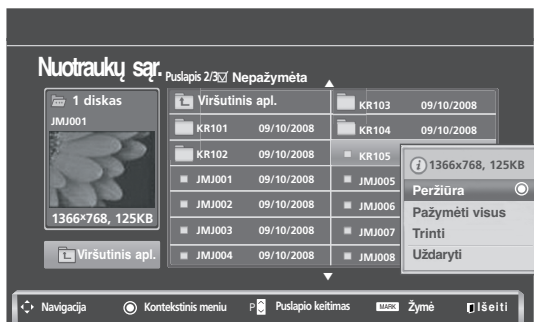 Nuotraukų sąr. Puslapis 2/3 Nepažymėta
1 diskas
JMJ001
1366×768, 125KB
Viršutinis apl.
Viršutinis apl.
KR101 09/10/2008
KR102 09/10/2008
JMJ001 09/10/2008
JMJ002 09/10/2008
JMJ003 09/10/2008
JMJ004 09/10/2008
KR103 09/10/2008
KR104 09/10/2008
KR105
JMJ005
JMJ006
JMJ007
JMJ008
1366x768, 125KB
Peržiūra
Pažymėti visus
Trinti
Uždaryti
Navigacija Kontekstinis meniu P Puslapio keitimas MARK Žymė Išeiti